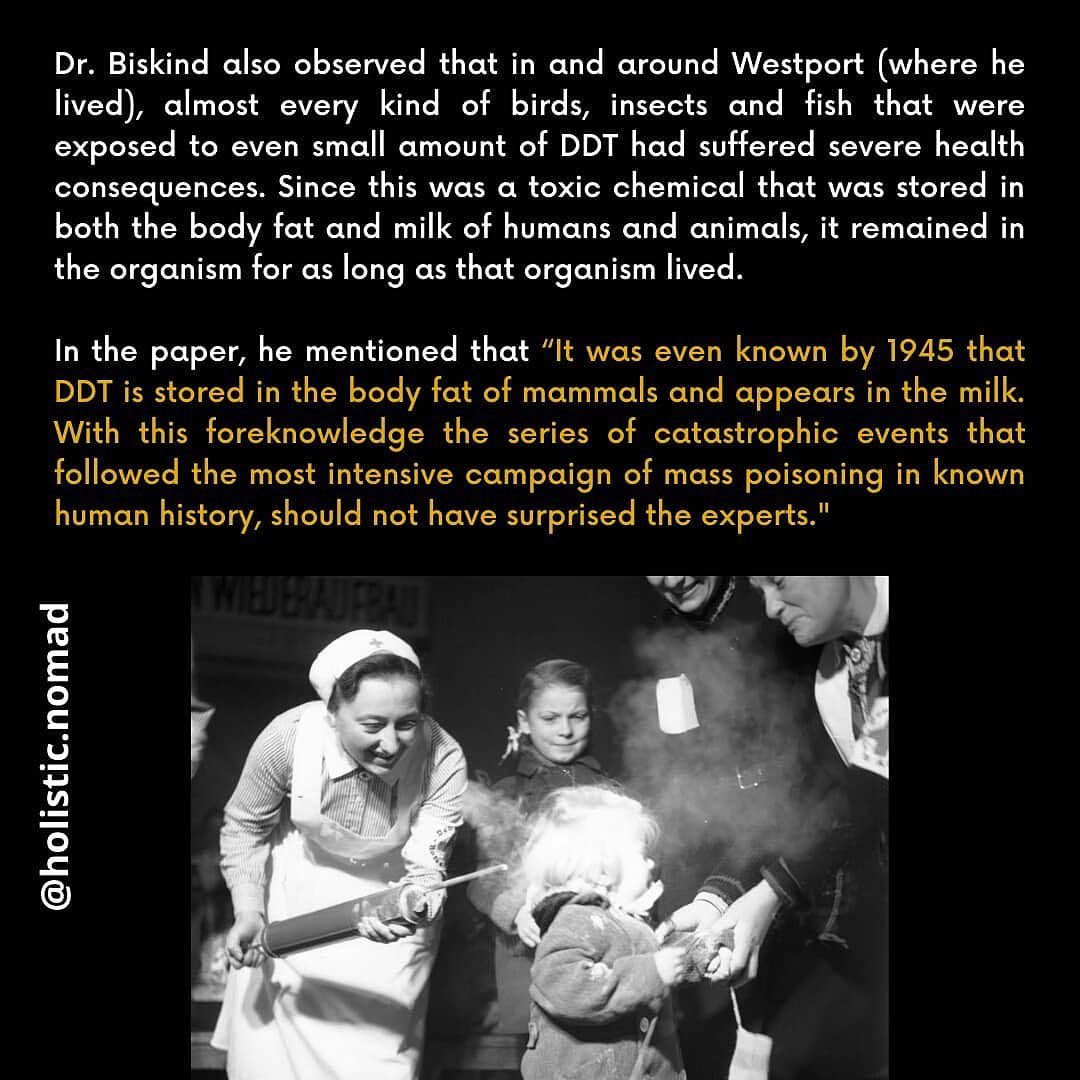 Dr. Biskind also observed that in and around Westport (where he
lived), almost every kind of birds, insects and fish that were
exposed to even small amount of DDT had suffered severe health
consequences. Since this was a toxic chemical that was stored in
both the body fat and milk of humans and animals, it remained in
the organism for as long as that organism lived.
In the paper, he mentioned that “It was even known by 1945 that
DDT is stored in the body fat of mammals and appears in the milk.
With this foreknowledge the series of catastrophic events that
followed the most intensive campaign of mass poisoning in known
human history, should not have surprised the experts."
@holistic.nomad
WIEDERAUFBAU